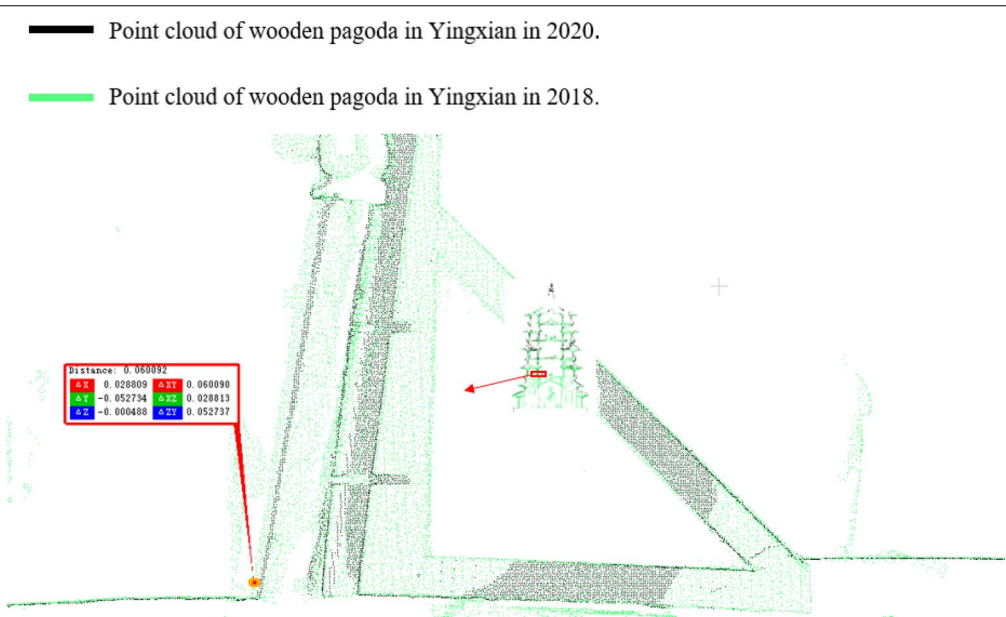 Point cloud of wooden pagoda in Yingxian in 2020.
Point cloud of wooden pagoda in Yingxian in 2018.
Distance: 0.060092
ΔX 0.028809 ΔXY 0.060090
ΔY -0.052734 ΔXZ 0.028813
ΔZ -0.000488 ΔZY 0.052737